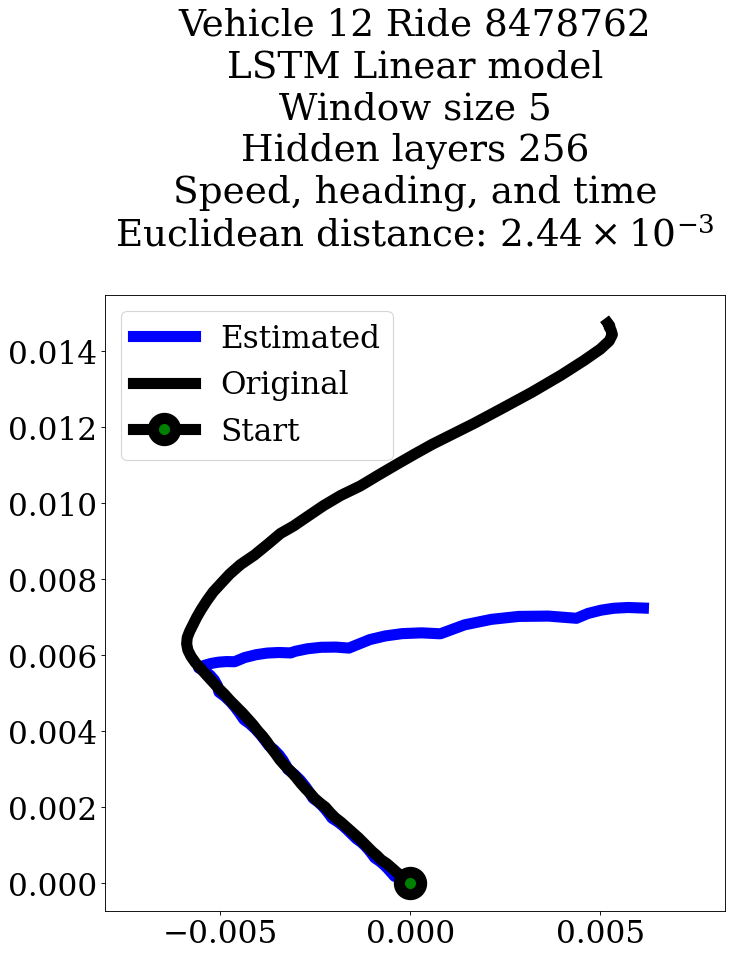 Vehicle 12 Ride 8478762
LSTM Linear model
Window size 5
Hidden layers 256
Speed, heading, and time
Euclidean distance: 2.44 × 10⁻³
Estimated
Original
Start
0.014
0.012
0.010
0.008
0.006
0.004
0.002
0.000
−0.005 0.000 0.005